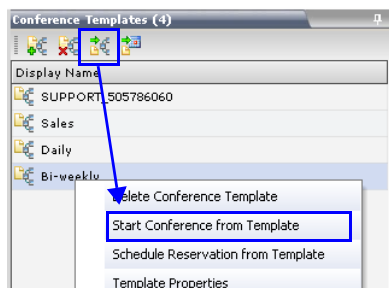 Conference Templates (4)
Display Name
SUPPORT_505786060
Sales
Daily
Bi-weekly
Delete Conference Template
Start Conference from Template
Schedule Reservation from Template
Template Properties